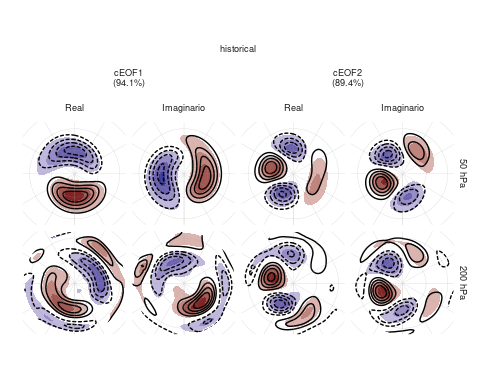 historical
cEOF1
(94.1%)
cEOF2
(89.4%)
Real
Imaginario
Real
Imaginario
50 hPa
200 hPa